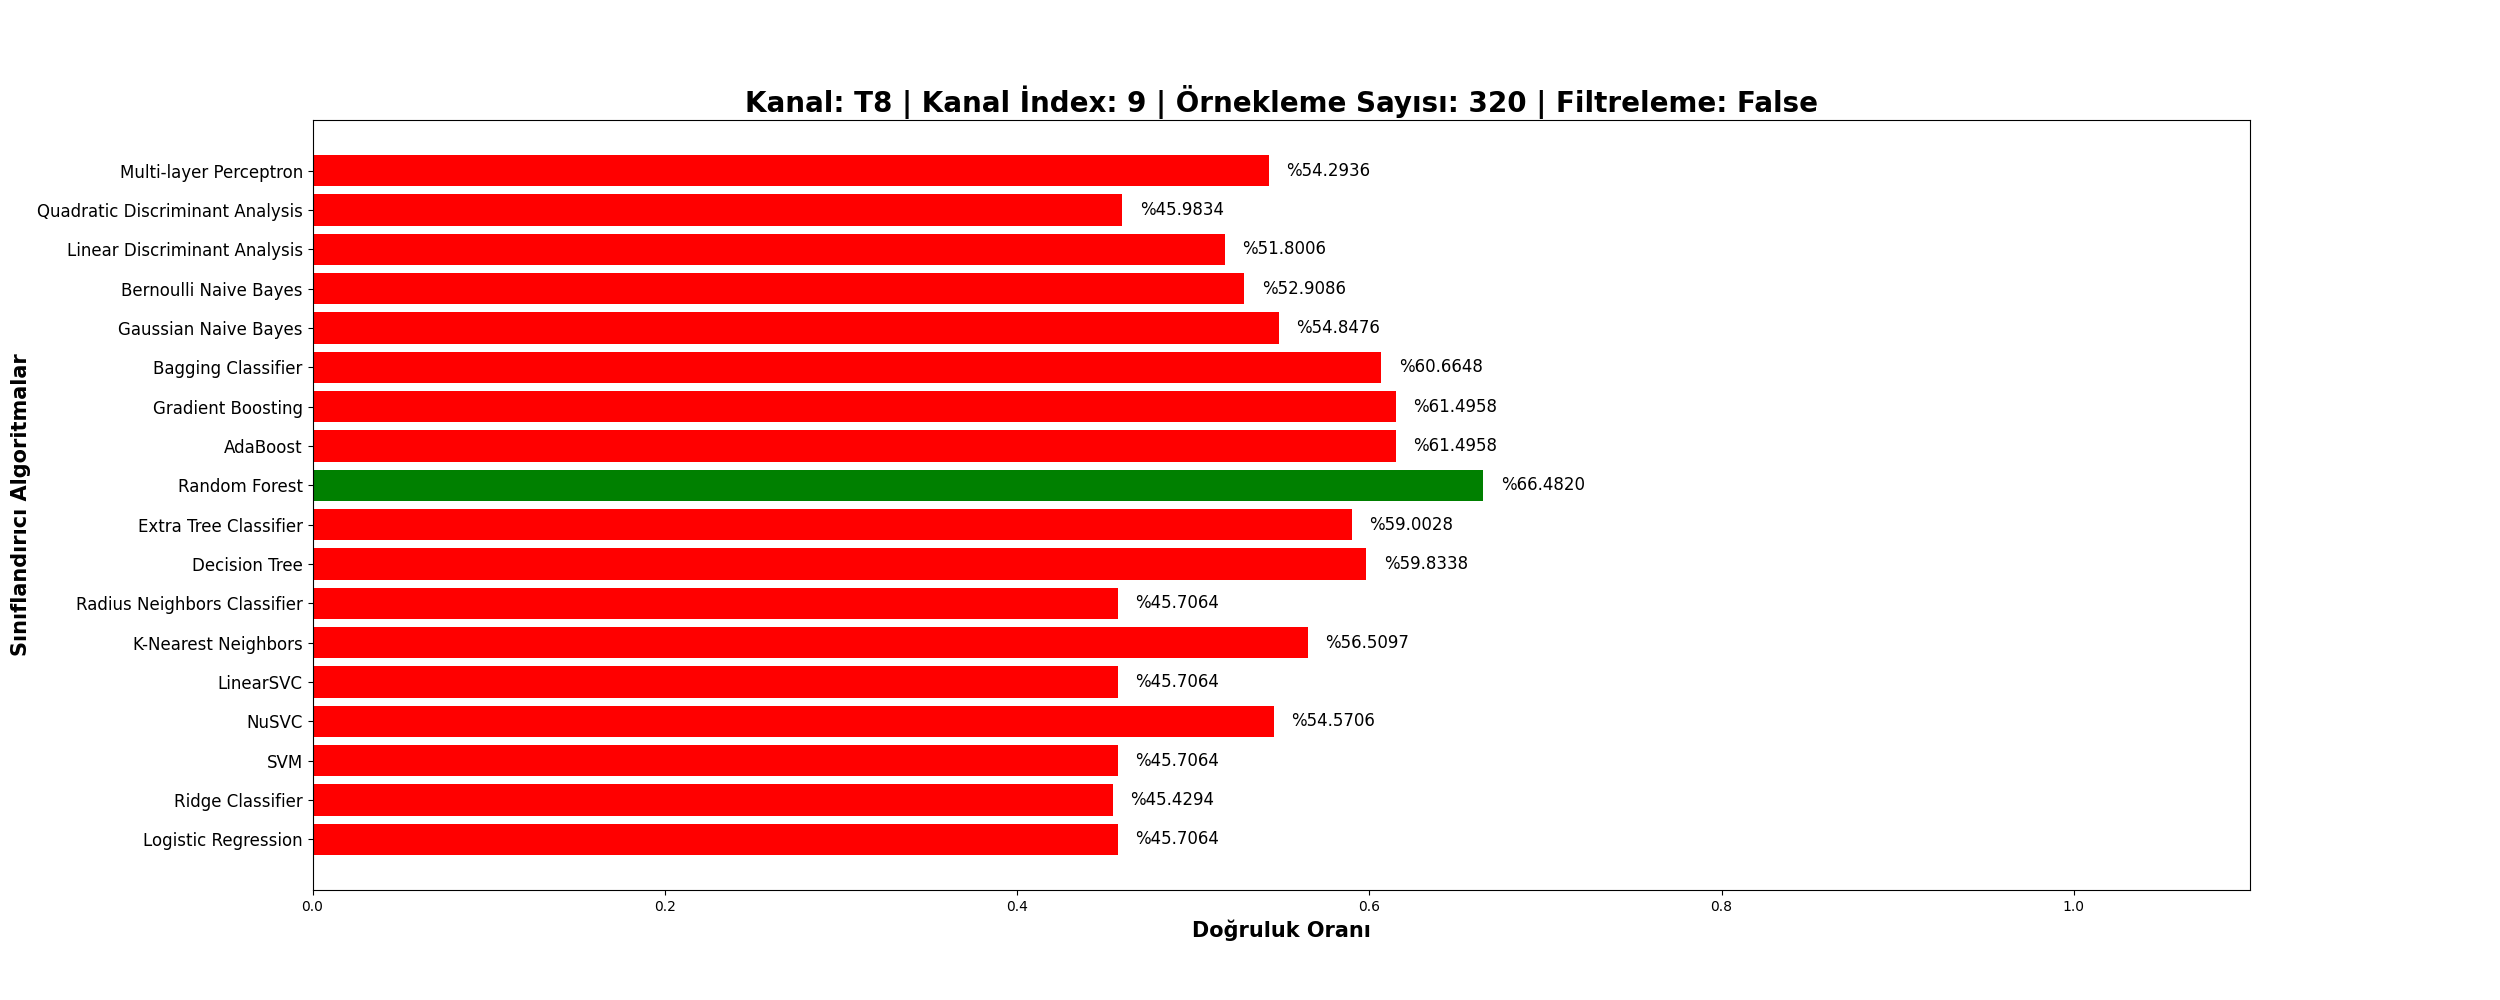 Kanal: T8 | Kanal İndex: 9 | Örnekleme Sayısı: 320 | Filtreleme: False
Sınıflandırıcı Algoritmalar
Multi-layer Perceptron %54.2936
Quadratic Discriminant Analysis %45.9834
Linear Discriminant Analysis %51.8006
Bernoulli Naive Bayes %52.9086
Gaussian Naive Bayes %54.8476
Bagging Classifier %60.6648
Gradient Boosting %61.4958
AdaBoost %61.4958
Random Forest %66.4820
Extra Tree Classifier %59.0028
Decision Tree %59.8338
Radius Neighbors Classifier %45.7064
K-Nearest Neighbors %56.5097
LinearSVC %45.7064
NuSVC %54.5706
SVM %45.7064
Ridge Classifier %45.4294
Logistic Regression %45.7064
0.0 0.2 0.4 0.6 0.8 1.0
Doğruluk Oranı